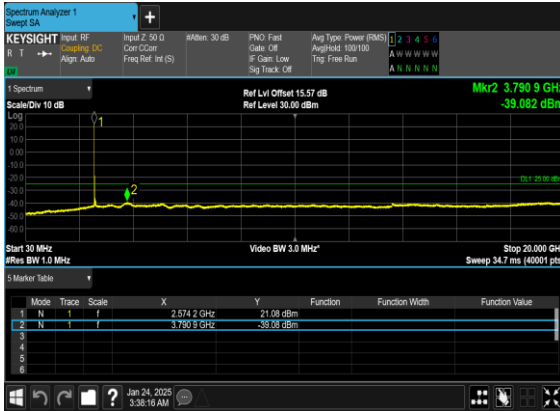 Spectrum Analyzer 1
Swept SA
+
KEYSIGHT Input: RF Input Z: 50 Ω #Atten: 30 dB PNO: Fast Avg Type: Power (RMS) 1 2 3 4 5 6
R T Coupling: DC Corr CCorr Gate: Off Avg|Hold: 100/100 A W W W W W
Align: Auto Freq Ref: Int (S) IF Gain: Low Trig: Free Run
Sig Track: Off A N N N N N
1 Spectrum
Ref Lvl Offset 15.57 dB Mkr2 3.790 9 GHz
Scale/Div 10 dB Ref Level 30.00 dBm -39.082 dBm
Log
1
20.0
10.0
0.00
-10.0
-20.0
DL1 -25.00 dBm
-30.0
2
-40.0
-50.0
-60.0
Start 30 MHz Video BW 3.0 MHz* Stop 20.000 GHz
#Res BW 1.0 MHz Sweep 34.7 ms (40001 pts)
5 Marker Table
Mode Trace Scale X Y Function Function Width Function Value
1 N 1 f 2.574 2 GHz 21.08 dBm
2 N 1 f 3.790 9 GHz -39.08 dBm
3
4
5
6
? Jan 24, 2025
3:38:16 AM